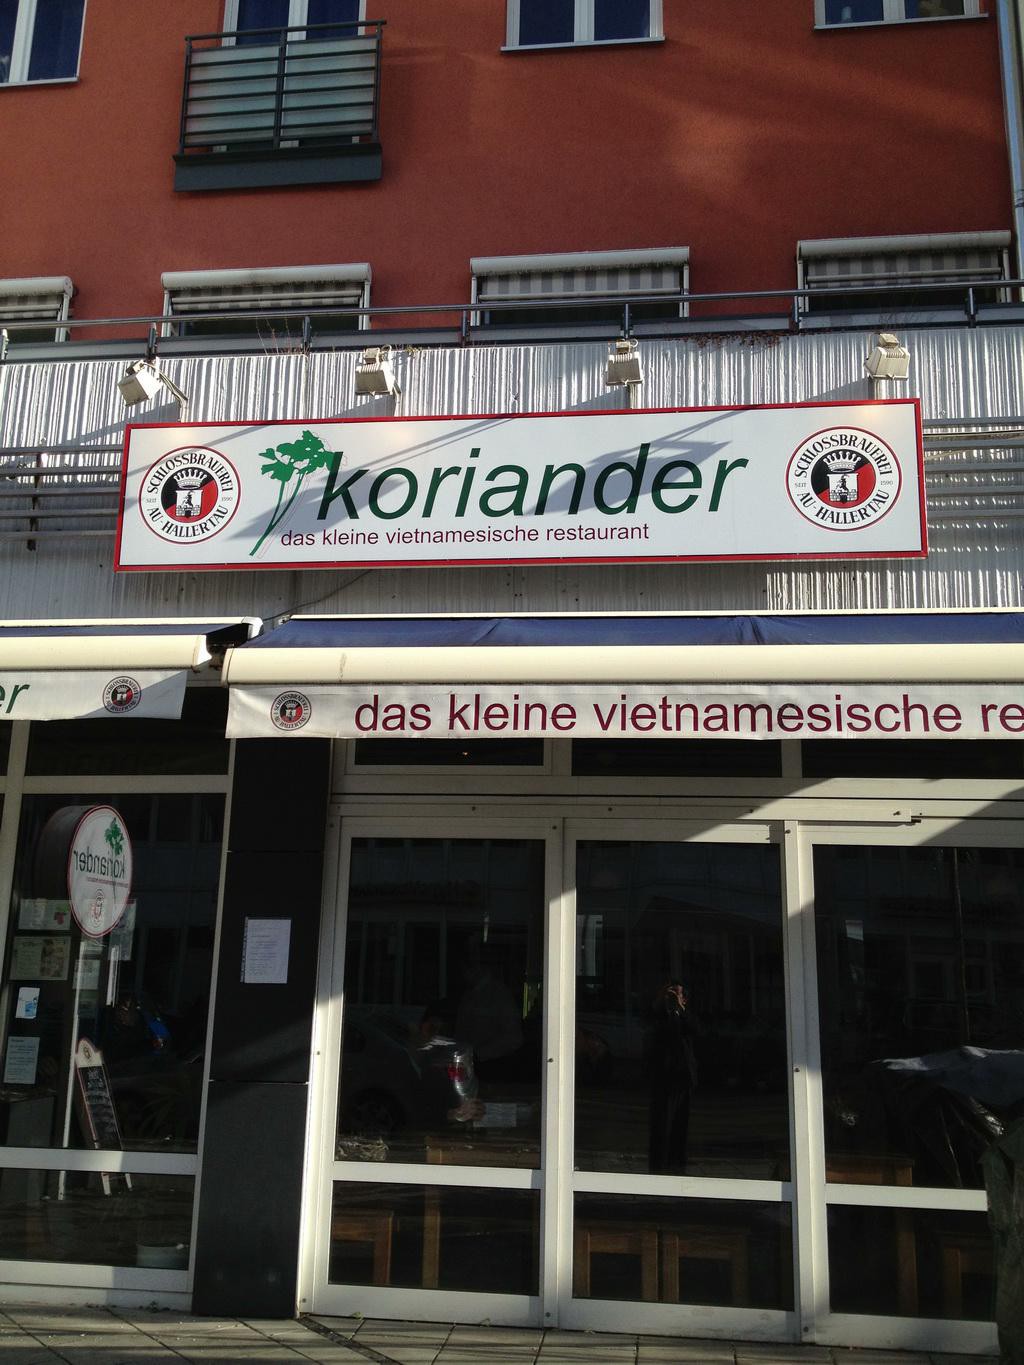 SCHLOSSBRAUEREI
SEIT 1590
AU-HALLERTAU
koriander
das kleine vietnamesische restaurant
SCHLOSSBRAUEREI
SEIT 1590
AU-HALLERTAU
er
das kleine vietnamesische re
koriander